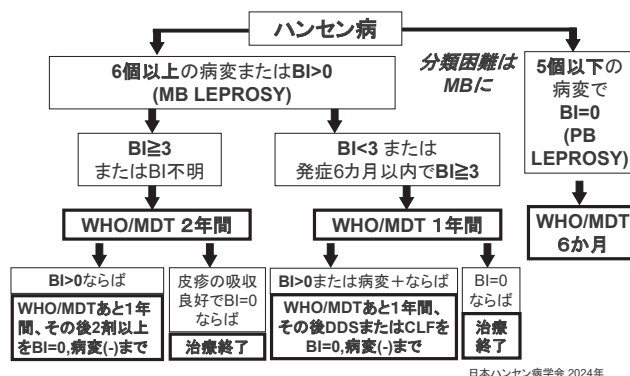 ハンセン病
6個以上の病変またはBI>0
(MB LEPROSY)
分類困難は
MBに
5個以下の
病変で
BI=0
(PB
LEPROSY)
BI≧3
またはBI不明
BI<3 または
発症6カ月以内でBI≧3
WHO/MDT 2年間
WHO/MDT 1年間
WHO/MDT
6か月
BI>0ならば
WHO/MDTあと1年
間、その後2剤以上
をBI=0,病変(-)まで
皮疹の吸収
良好でBI=0
ならば
治療終了
BI>0または病変+ならば
WHO/MDTあと1年間、
その後DDSまたはCLFを
BI=0,病変(-)まで
BI=0
ならば
治療
終了
日本ハンセン病学会 2024年